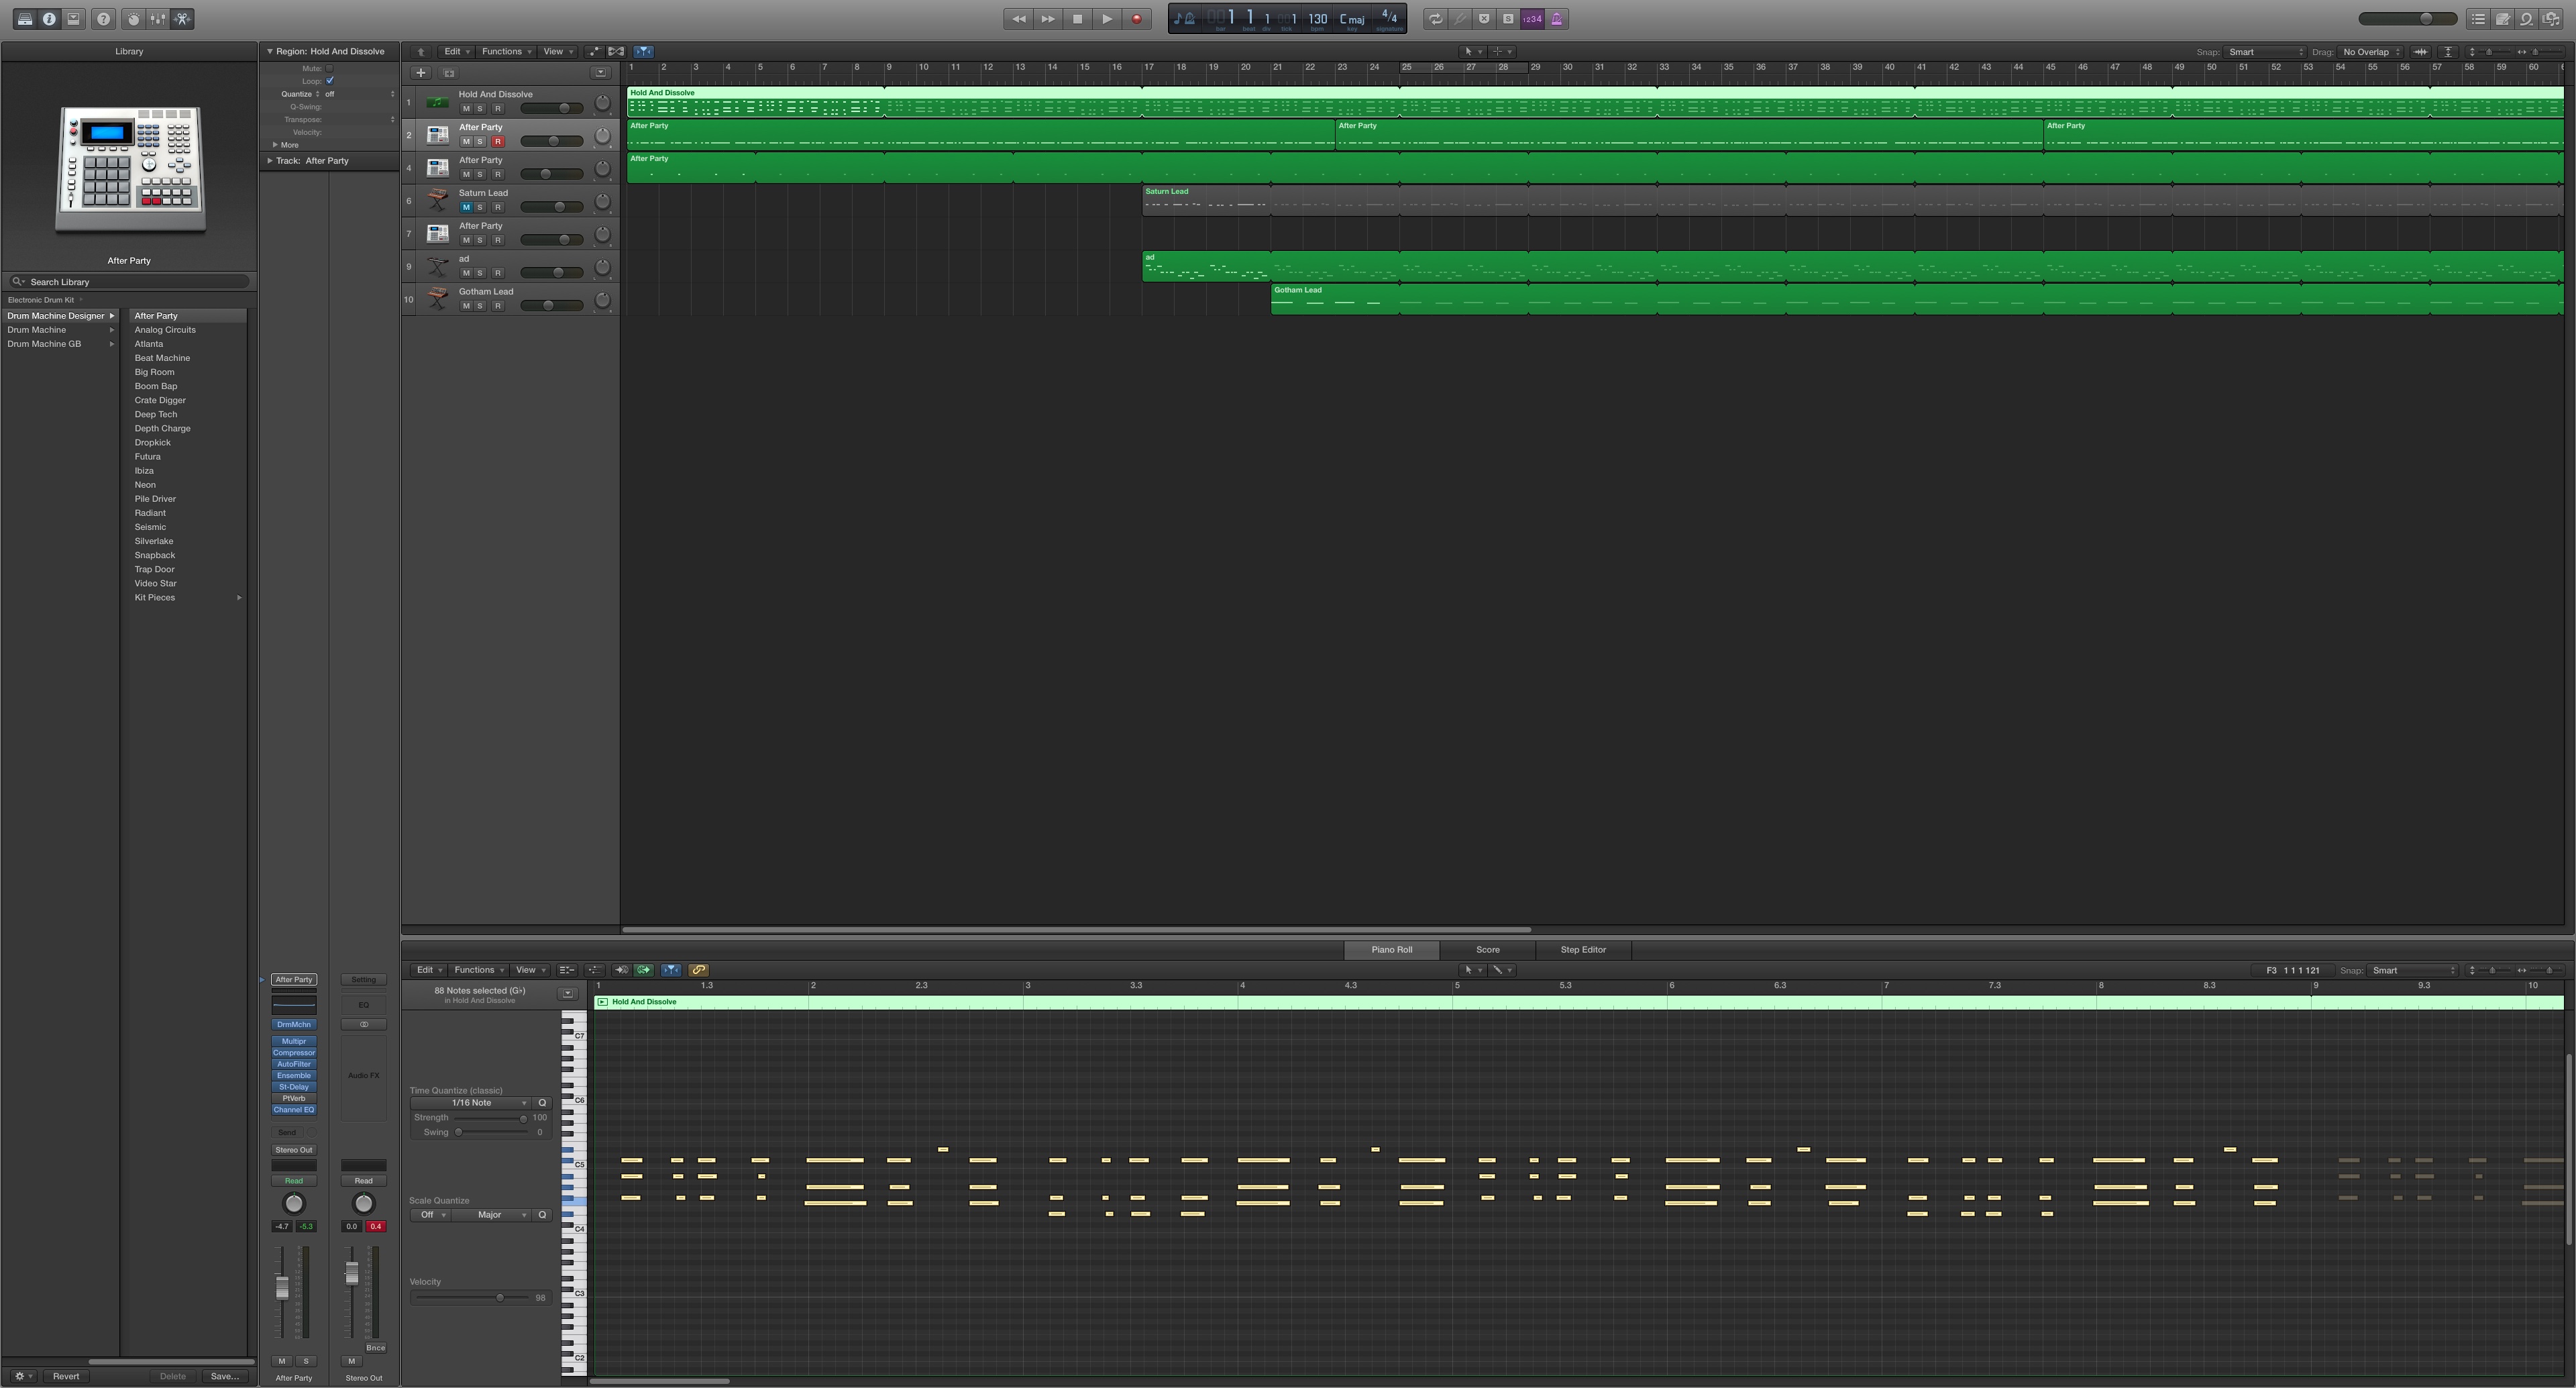 1 1 1 1 130 C maj 4/4
bar beat div tick bpm key signature
1234
Library
Region: Hold And Dissolve
Edit Functions View
Snap: Smart Drag: No Overlap
Mute:
Loop:
Quantize off
Q-Swing:
Transpose:
Velocity:
More
Track: After Party
1 2 3 4 5 6 7 8 9 10 11 12 13 14 15 16 17 18 19 20 21 22 23 24 25 26 27 28 29 30 31 32 33 34 35 36 37 38 39 40 41 42 43 44 45 46 47 48 49 50 51 52 53 54 55 56 57 58 59 60
1 Hold And Dissolve Hold And Dissolve
M S R
2 After Party After Party After Party After Party
M S R
4 After Party After Party
M S R
6 Saturn Lead Saturn Lead
M S R
7 After Party
M S R
9 ad ad
M S R
10 Gotham Lead Gotham Lead
M S R
After Party
Search Library
Electronic Drum Kit
Drum Machine Designer
Drum Machine
Drum Machine GB
After Party
Analog Circuits
Atlanta
Beat Machine
Big Room
Boom Bap
Crate Digger
Deep Tech
Depth Charge
Dropkick
Futura
Ibiza
Neon
Pile Driver
Radiant
Seismic
Silverlake
Snapback
Trap Door
Video Star
Kit Pieces
Revert Delete Save...
After Party Setting
EQ
DrmMchn
Multipr
Compressor
AutoFilter
Ensemble
St-Delay
PtVerb
Channel EQ
Audio FX
Send
Stereo Out
Read Read
-4.7 -5.3 0.0 0.4
Bnce
M S M
After Party Stereo Out
Piano Roll Score Step Editor
Edit Functions View
F3 1 1 1 121 Snap: Smart
88 Notes selected (G♭)
in Hold And Dissolve
1 1.3 2 2.3 3 3.3 4 4.3 5 5.3 6 6.3 7 7.3 8 8.3 9 9.3 10
Hold And Dissolve
Time Quantize (classic)
1/16 Note Q
Strength 100
Swing 0
Scale Quantize
Off Major Q
Velocity
98
C7
C6
C5
C4
C3
C2